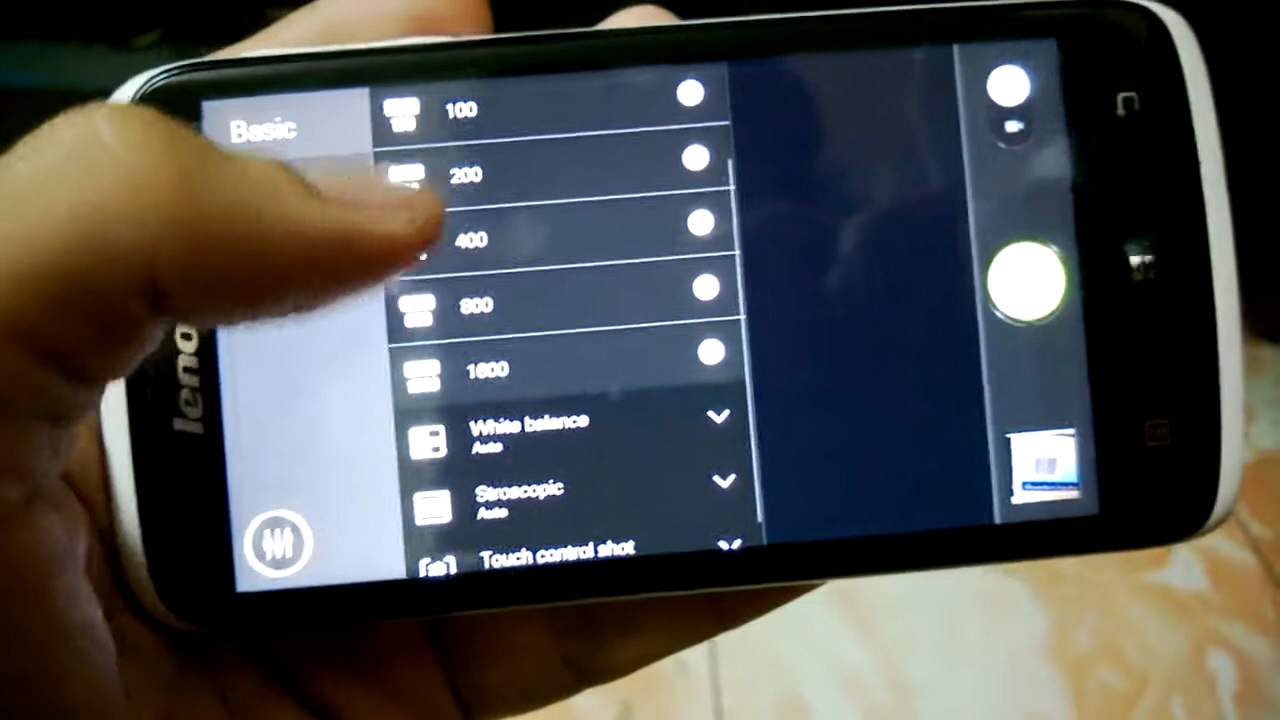 Basic
100
200
400
800
1600
White balance
Auto
Stroscopic
Auto
Touch control shot
leno